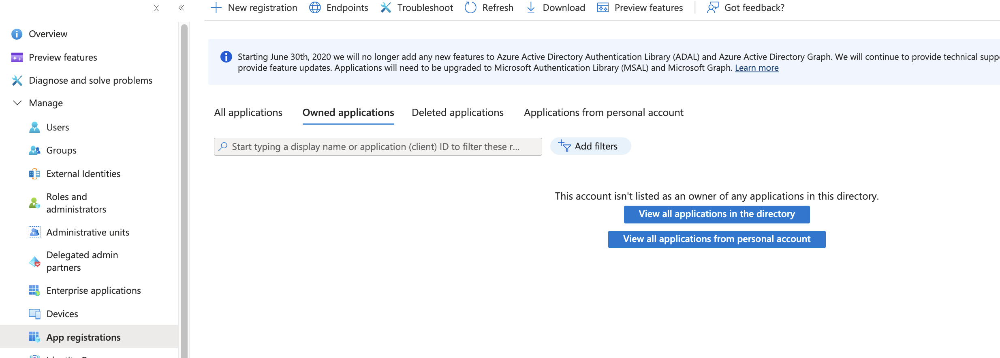 New registration
Endpoints
Troubleshoot
Refresh
Download
Preview features
Got feedback?
Overview
Preview features
Diagnose and solve problems
Manage
Users
Groups
External Identities
Roles and
administrators
Administrative units
Delegated admin
partners
Enterprise applications
Devices
App registrations
Starting June 30th, 2020 we will no longer add any new features to Azure Active Directory Authentication Library (ADAL) and Azure Active Directory Graph. We will continue to provide technical
provide feature updates. Applications will need to be upgraded to Microsoft Authentication Library (MSAL) and Microsoft Graph. Learn more
All applications
Owned applications
Deleted applications
Applications from personal account
Start typing a display name or application (client) ID to filter these r...
Add filters
This account isn't listed as an owner of any applications in this directory.
View all applications in the directory
View all applications from personal account